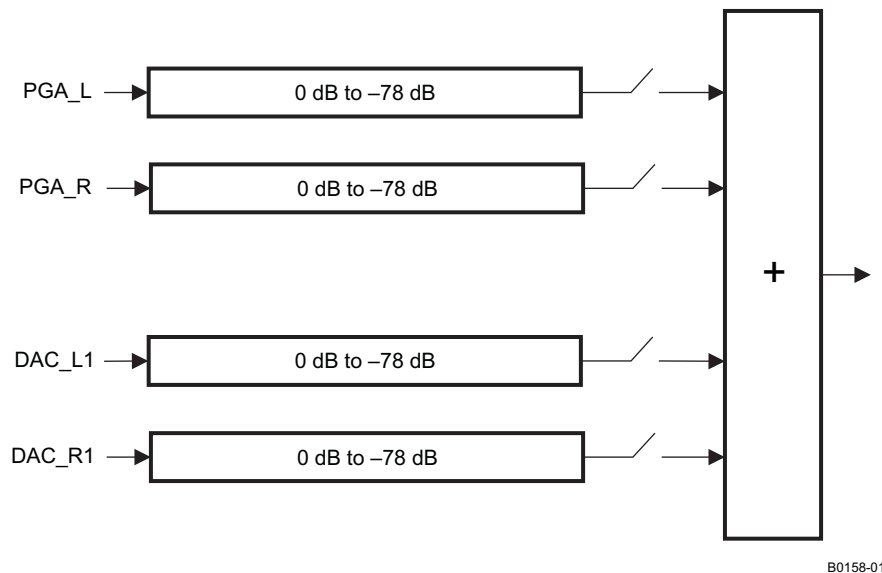 PGA_L
0 dB to –78 dB
PGA_R
0 dB to –78 dB
+
DAC_L1
0 dB to –78 dB
DAC_R1
0 dB to –78 dB
B0158-01